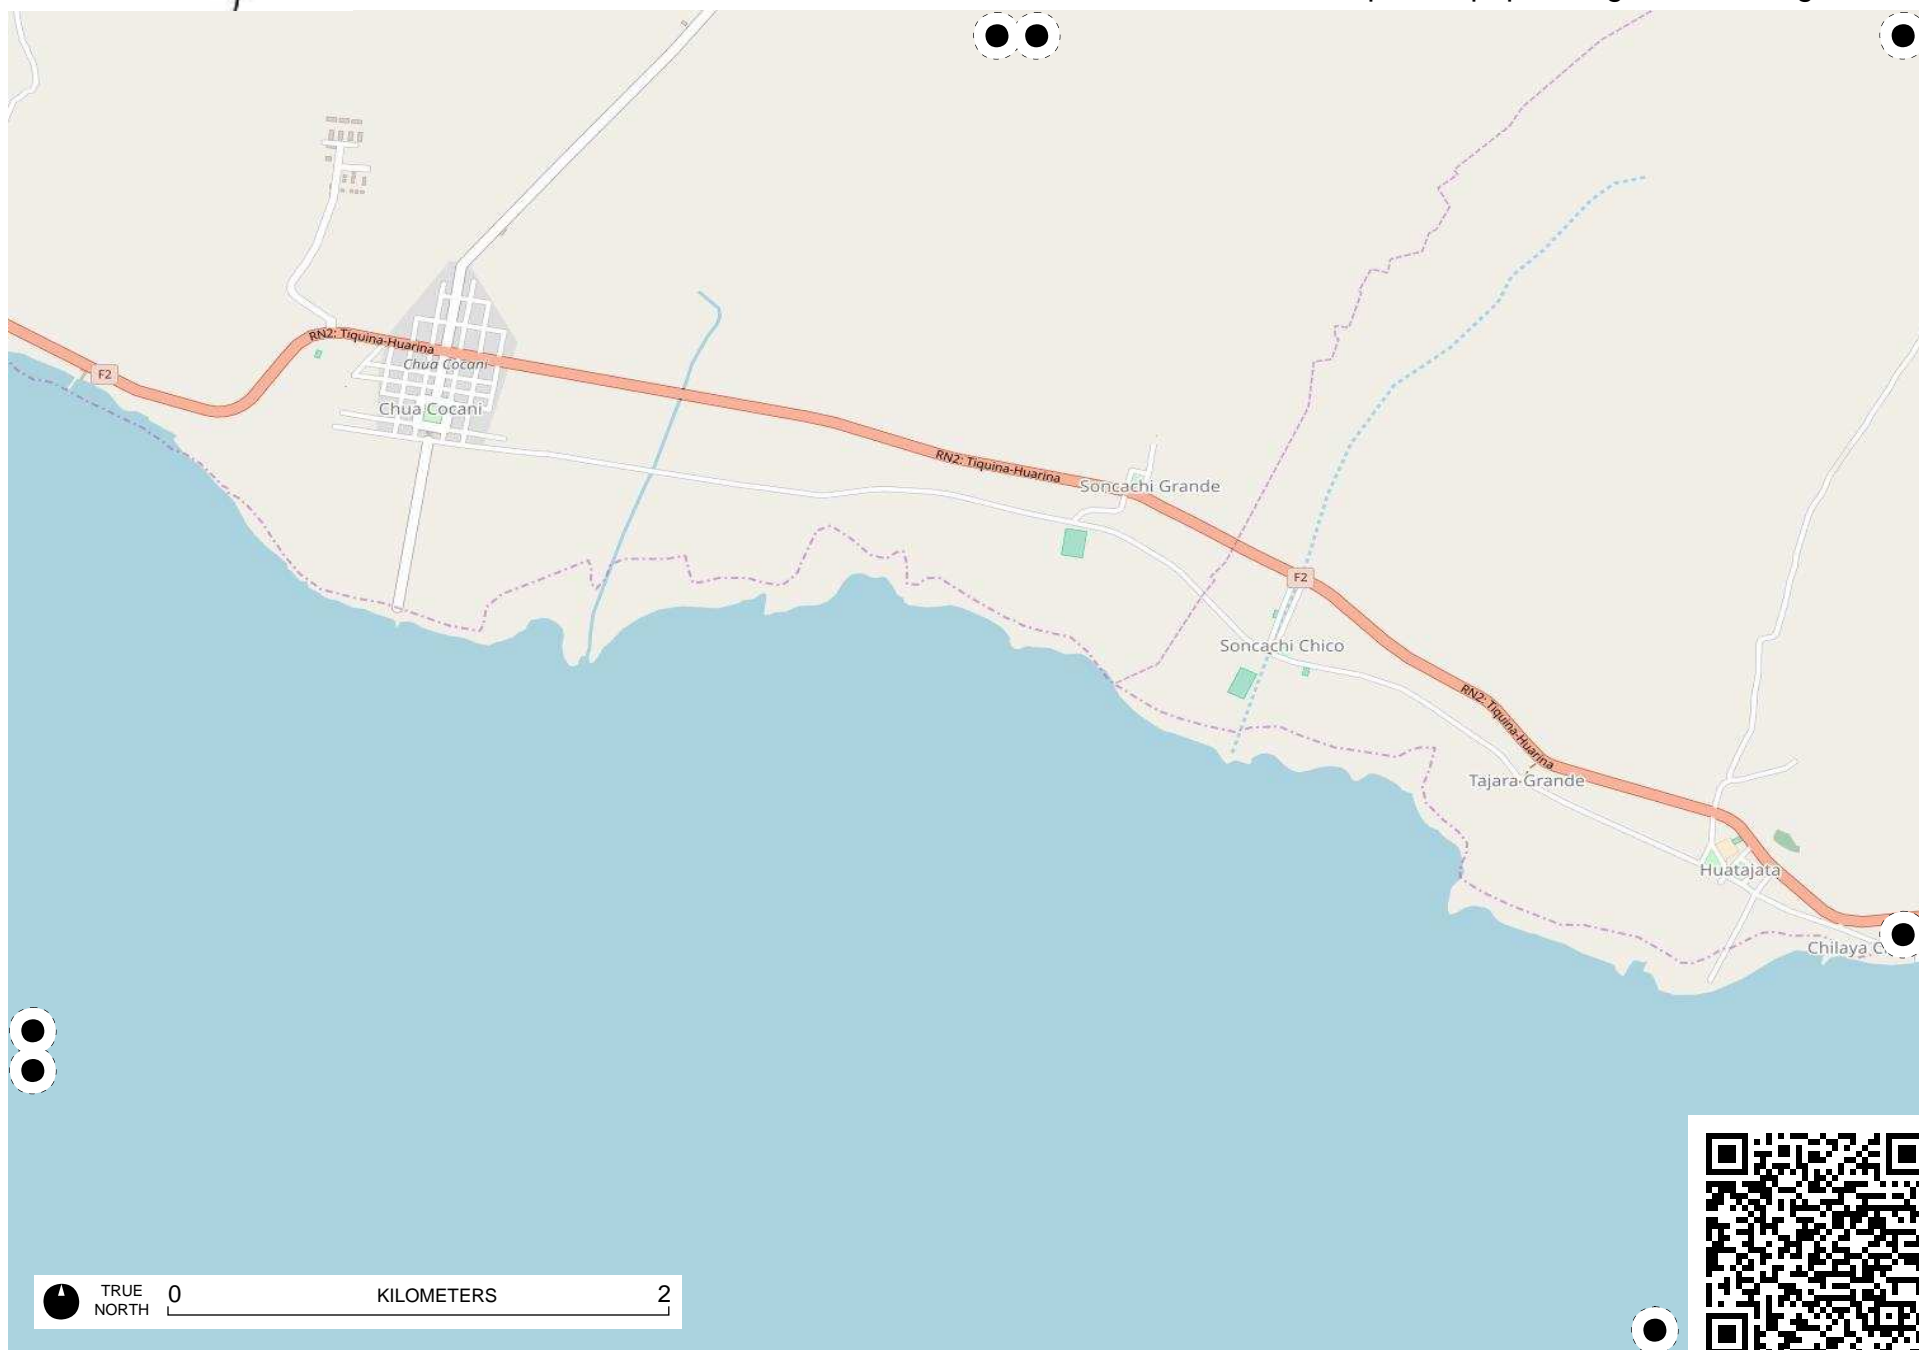 RN2: Tiquina-Huarina
Chua Cocani
F2
Chua Cocani
RN2: Tiquina-Huarina
Soncachi Grande
F2
Soncachi Chico
RN2: Tiquina-Huarina
Tajara Grande
Huatajata
Chilaya
TRUE NORTH
0 KILOMETERS 2